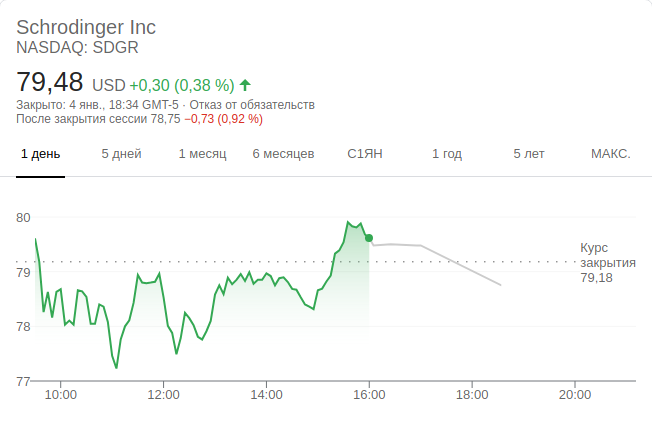 Schrodinger Inc
NASDAQ: SDGR
79,48 USD +0,30 (0,38 %)
Закрыто: 4 янв., 18:34 GMT-5 · Отказ от обязательств
После закрытия сессии 78,75 −0,73 (0,92 %)
1 день 5 дней 1 месяц 6 месяцев С1ЯН 1 год 5 лет МАКС.
80
Курс
79 закрытия
79,18
78
77
10:00 12:00 14:00 16:00 18:00 20:00